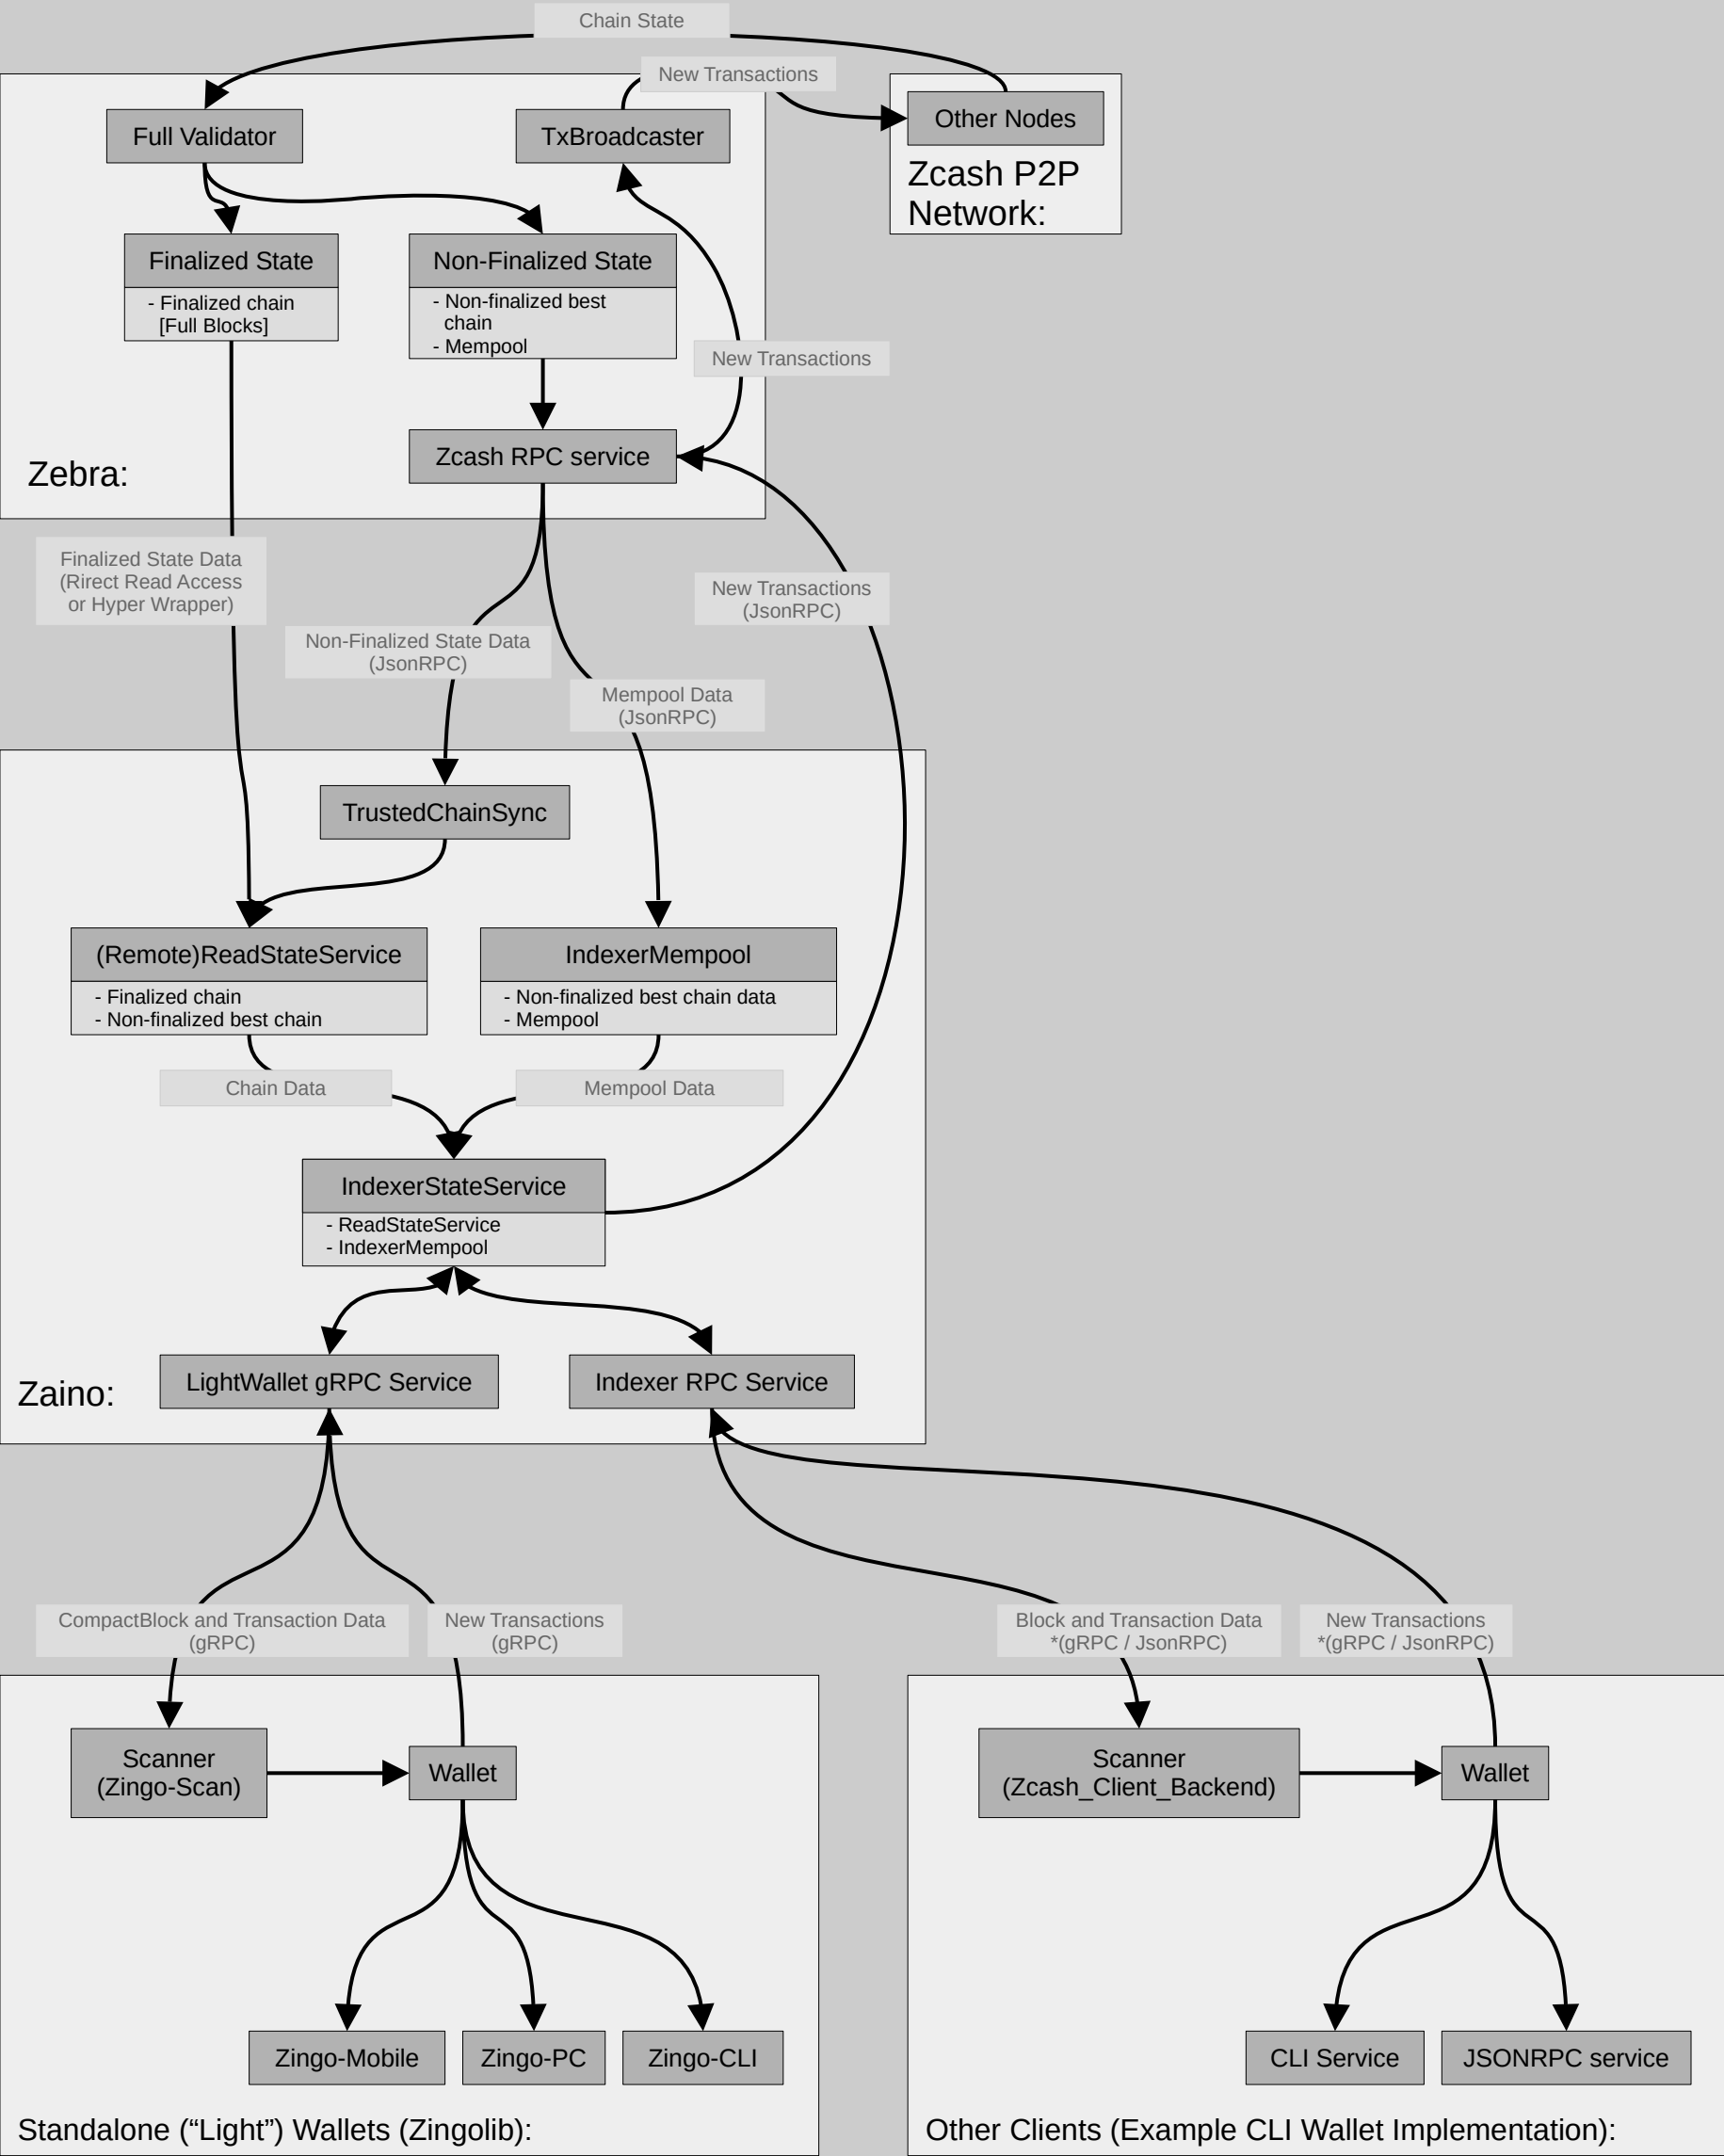 Chain State
New Transactions
Full Validator
TxBroadcaster
Other Nodes
Zcash P2P
Network:
Finalized State
- Finalized chain
[Full Blocks]
Non-Finalized State
- Non-finalized best
chain
- Mempool
New Transactions
Zcash RPC service
Zebra:
Finalized State Data
(Rirect Read Access
or Hyper Wrapper)
New Transactions
(JsonRPC)
Non-Finalized State Data
(JsonRPC)
Mempool Data
(JsonRPC)
TrustedChainSync
(Remote)ReadStateService
- Finalized chain
- Non-finalized best chain
IndexerMempool
- Non-finalized best chain data
- Mempool
Chain Data
Mempool Data
IndexerStateService
- ReadStateService
- IndexerMempool
LightWallet gRPC Service
Indexer RPC Service
Zaino:
CompactBlock and Transaction Data
(gRPC)
New Transactions
(gRPC)
Block and Transaction Data
*(gRPC / JsonRPC)
New Transactions
*(gRPC / JsonRPC)
Scanner
(Zingo-Scan)
Wallet
Scanner
(Zcash_Client_Backend)
Wallet
Zingo-Mobile
Zingo-PC
Zingo-CLI
CLI Service
JSONRPC service
Standalone (“Light”) Wallets (Zingolib):
Other Clients (Example CLI Wallet Implementation):